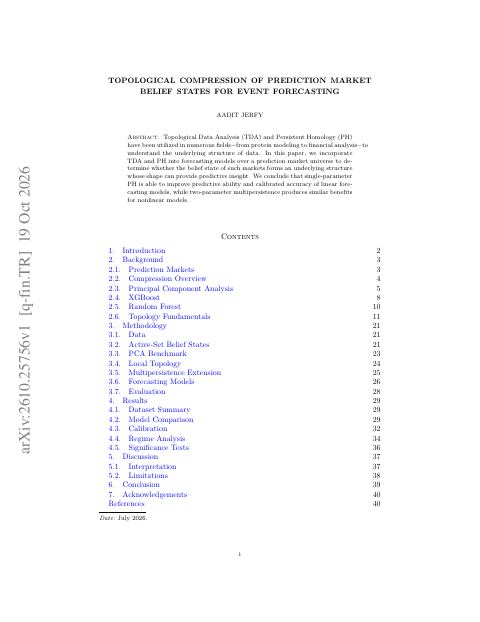 TOPOLOGICAL COMPRESSION OF PREDICTION MARKET
BELIEF STATES FOR EVENT FORECASTING
AADIT JERFY
Abstract. Topological Data Analysis (TDA) and Persistent Homology (PH)
have been utilized in numerous fields—from protein modeling to financial analysis—to
understand the underlying structure of data. In this paper, we incorporate
TDA and PH into forecasting models over a prediction market universe to de-
termine whether the belief state of such markets forms an underlying structure
whose shape can provide predictive insight. We conclude that single-parameter
PH is able to improve predictive ability and calibrated accuracy of linear fore-
casting models, while two-parameter multipersistence produces similar benefits
for nonlinear models.
Contents
1. Introduction 2
2. Background 3
2.1. Prediction Markets 3
2.2. Compression Overview 4
2.3. Principal Component Analysis 5
2.4. XGBoost 8
2.5. Random Forest 10
2.6. Topology Fundamentals 11
3. Methodology 21
3.1. Data 21
3.2. Active-Set Belief States 21
3.3. PCA Benchmark 23
3.4. Local Topology 24
3.5. Multipersistence Extension 25
3.6. Forecasting Models 26
3.7. Evaluation 28
4. Results 29
4.1. Dataset Summary 29
4.2. Model Comparison 29
4.3. Calibration 32
4.4. Regime Analysis 34
4.5. Significance Tests 36
5. Discussion 37
5.1. Interpretation 37
5.2. Limitations 38
6. Conclusion 39
7. Acknowledgements 40
References 40
Date: July 2026.
1
arXiv:2610.25756v1 [q-fin.TR] 19 Oct 2026